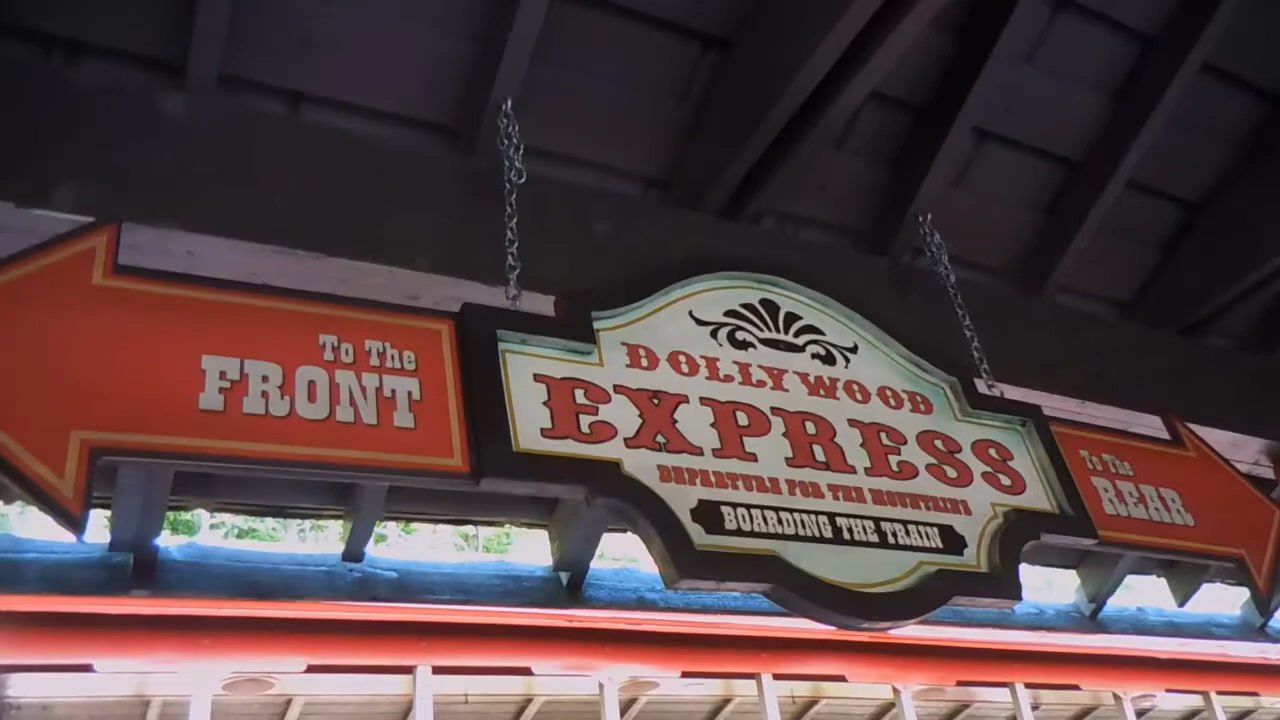 To The
FRONT
DOLLYWOOD
EXPRESS
DEPARTURE FOR THE MOUNTAINS
BOARDING THE TRAIN
To The
REAR